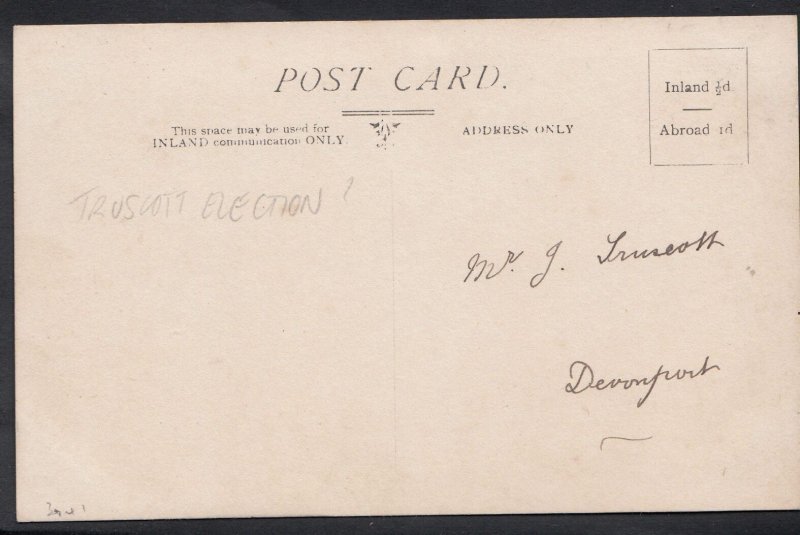 POST CARD.
Inland ½d
Abroad 1d
This space may be used for
INLAND communication ONLY.
ADDRESS ONLY
TRUSCOTT ELECTION?
Mr. J. Truscott
Devonport